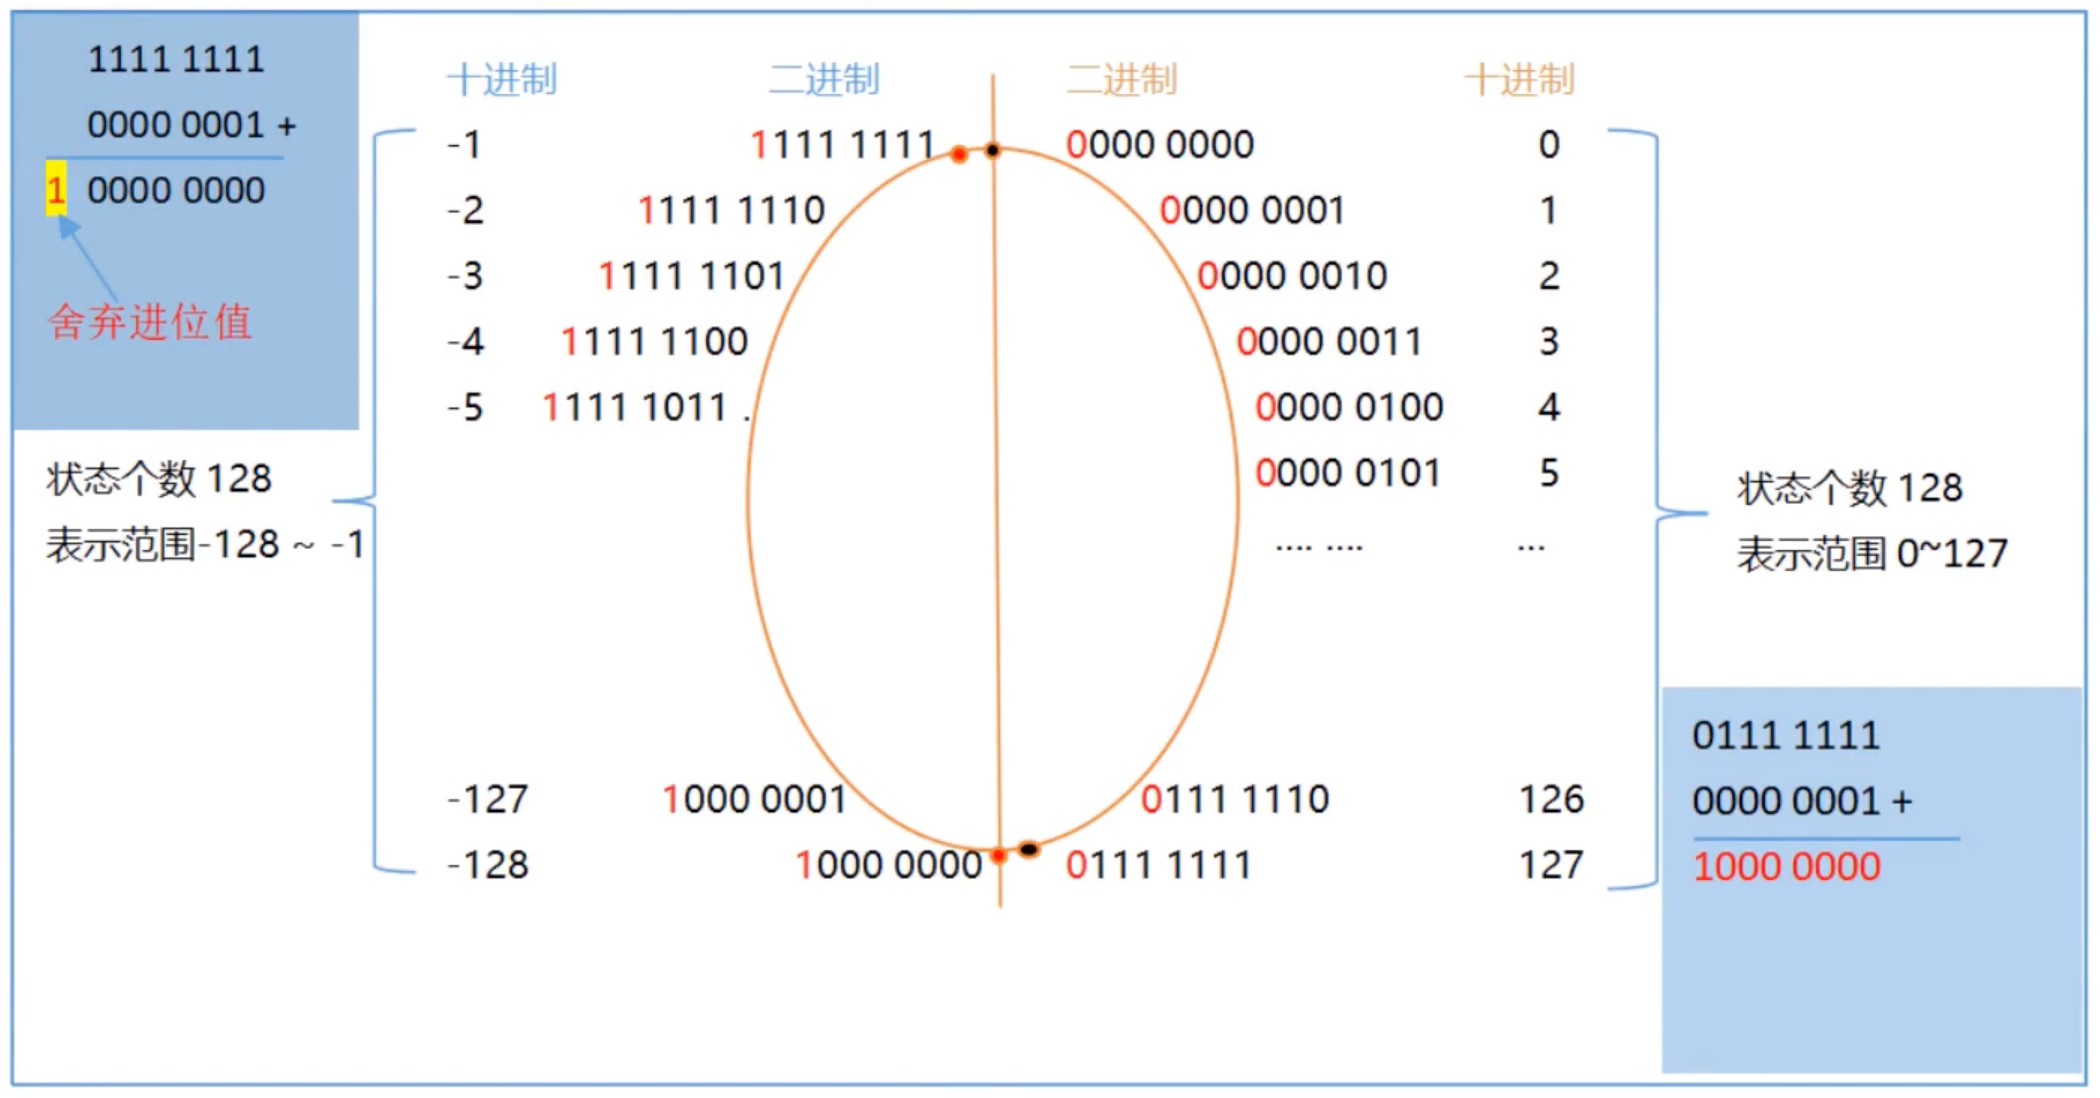 1111 1111
0000 0001 +
1 0000 0000
舍弃进位值
状态个数 128
表示范围-128 ~ -1
十进制 二进制 二进制 十进制
-1 1111 1111 0000 0000 0
-2 1111 1110 0000 0001 1
-3 1111 1101 0000 0010 2
-4 1111 1100 0000 0011 3
-5 1111 1011 . 0000 0100 4
0000 0101 5
.... .... ...
-127 1000 0001 0111 1110 126
-128 1000 0000 0111 1111 127
状态个数 128
表示范围 0~127
0111 1111
0000 0001 +
1000 0000